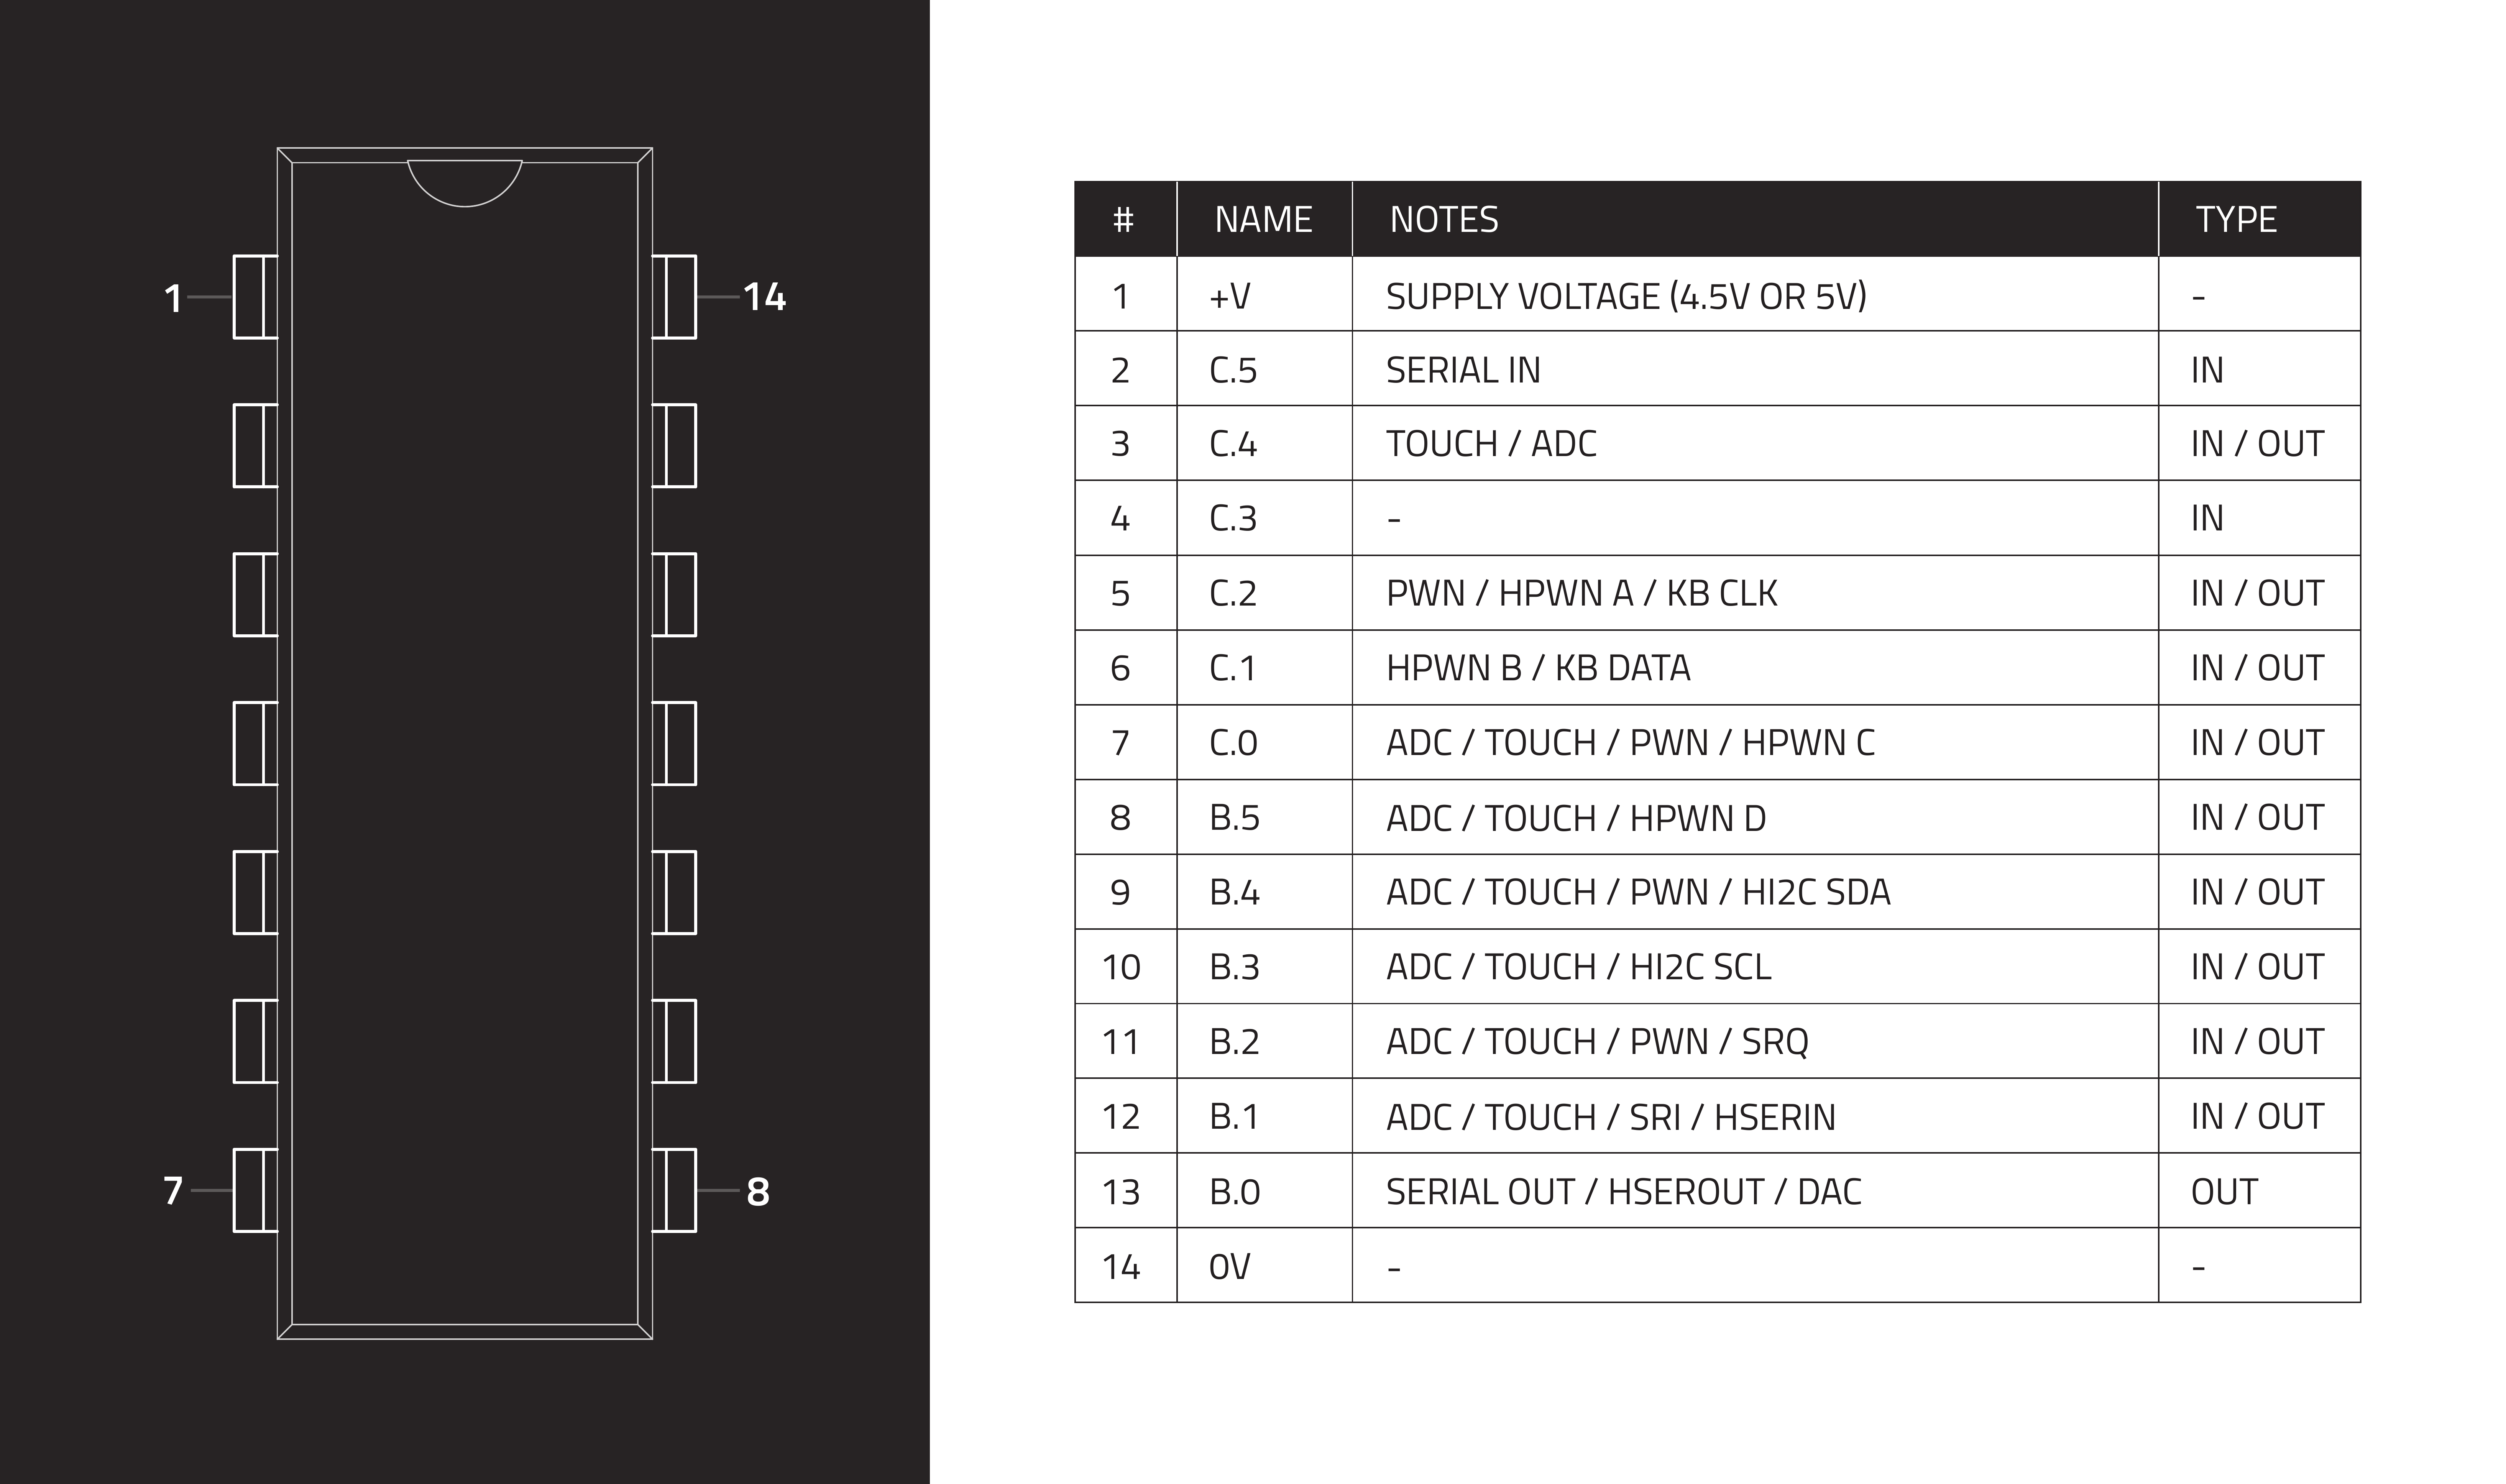 1
14
7
8
# NAME NOTES TYPE
1 +V SUPPLY VOLTAGE (4.5V OR 5V) -
2 C.5 SERIAL IN IN
3 C.4 TOUCH / ADC IN / OUT
4 C.3 - IN
5 C.2 PWN / HPWN A / KB CLK IN / OUT
6 C.1 HPWN B / KB DATA IN / OUT
7 C.0 ADC / TOUCH / PWN / HPWN C IN / OUT
8 B.5 ADC / TOUCH / HPWN D IN / OUT
9 B.4 ADC / TOUCH / PWN / HI2C SDA IN / OUT
10 B.3 ADC / TOUCH / HI2C SCL IN / OUT
11 B.2 ADC / TOUCH / PWN / SRQ IN / OUT
12 B.1 ADC / TOUCH / SRI / HSERIN IN / OUT
13 B.0 SERIAL OUT / HSEROUT / DAC OUT
14 0V - -